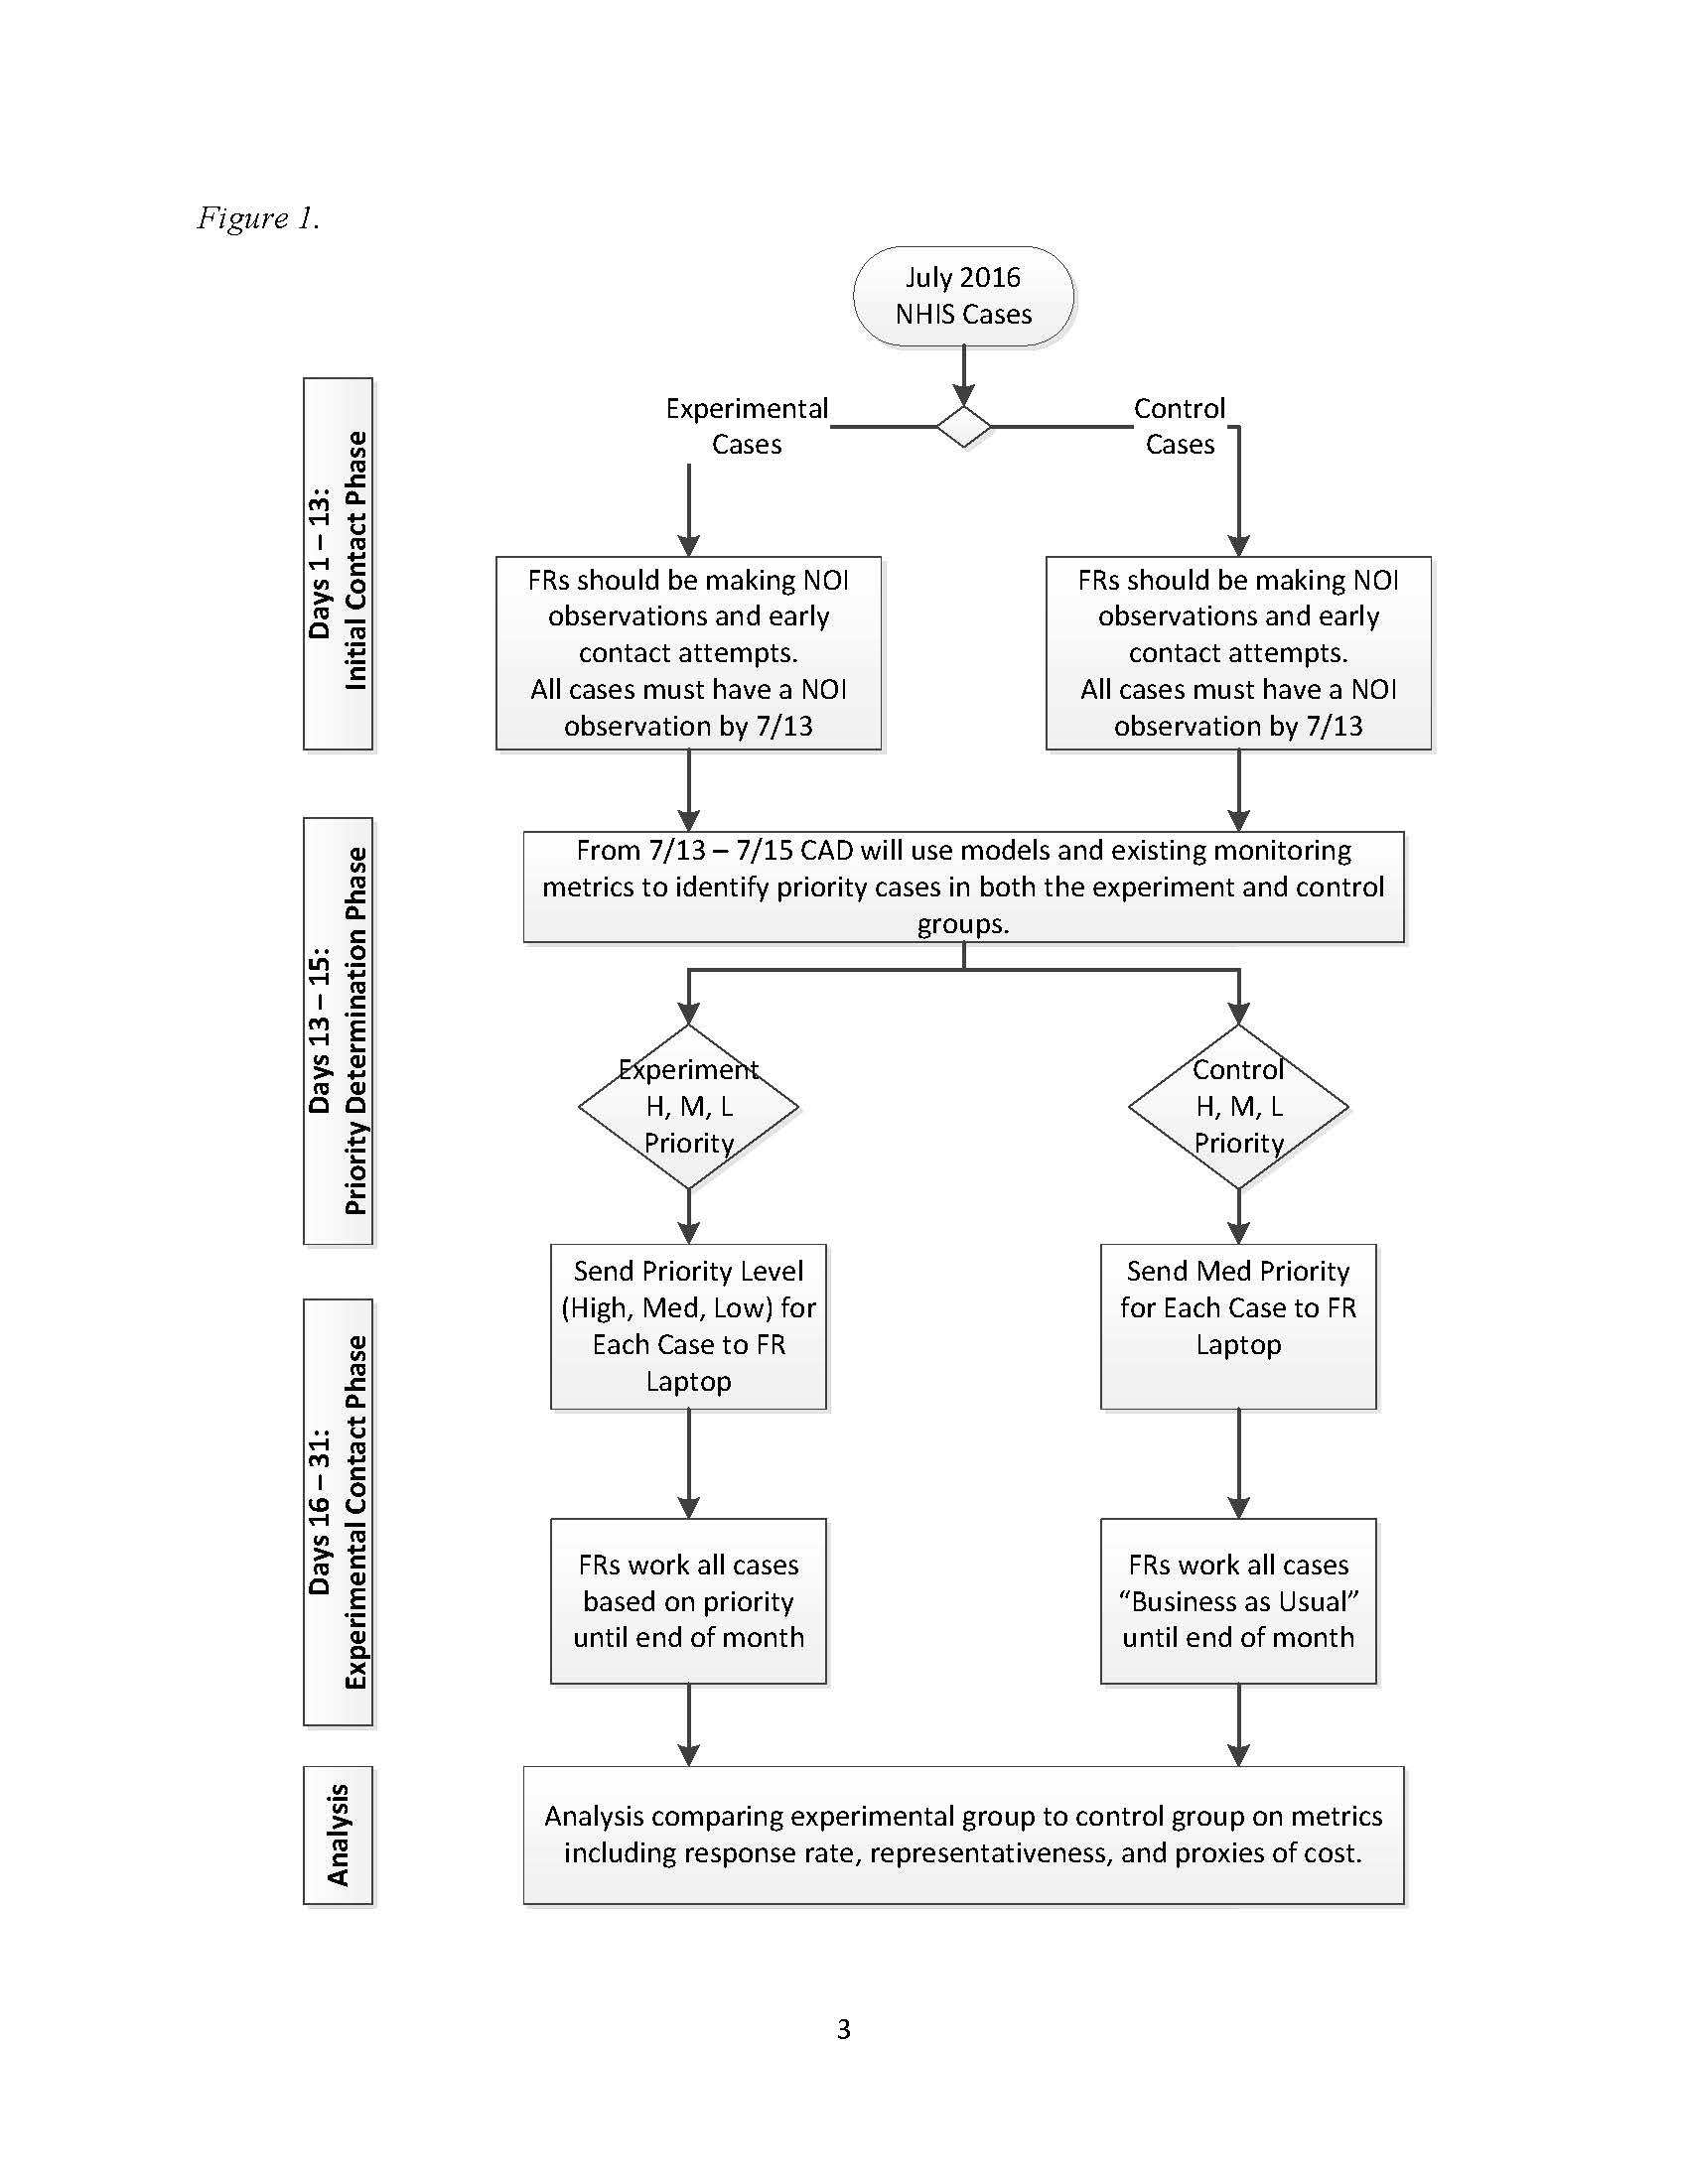 Figure 1.
July 2016
NHIS Cases
Experimental
Cases
Control
Cases
Days 1 – 13:
Initial Contact Phase
FRs should be making NOI
observations and early
contact attempts.
All cases must have a NOI
observation by 7/13
FRs should be making NOI
observations and early
contact attempts.
All cases must have a NOI
observation by 7/13
Days 13 – 15:
Priority Determination Phase
From 7/13 – 7/15 CAD will use models and existing monitoring
metrics to identify priority cases in both the experiment and control
groups.
Experiment
H, M, L
Priority
Control
H, M, L
Priority
Days 16 – 31:
Experimental Contact Phase
Send Priority Level
(High, Med, Low) for
Each Case to FR
Laptop
Send Med Priority
for Each Case to FR
Laptop
FRs work all cases
based on priority
until end of month
FRs work all cases
“Business as Usual”
until end of month
Analysis
Analysis comparing experimental group to control group on metrics
including response rate, representativeness, and proxies of cost.
3